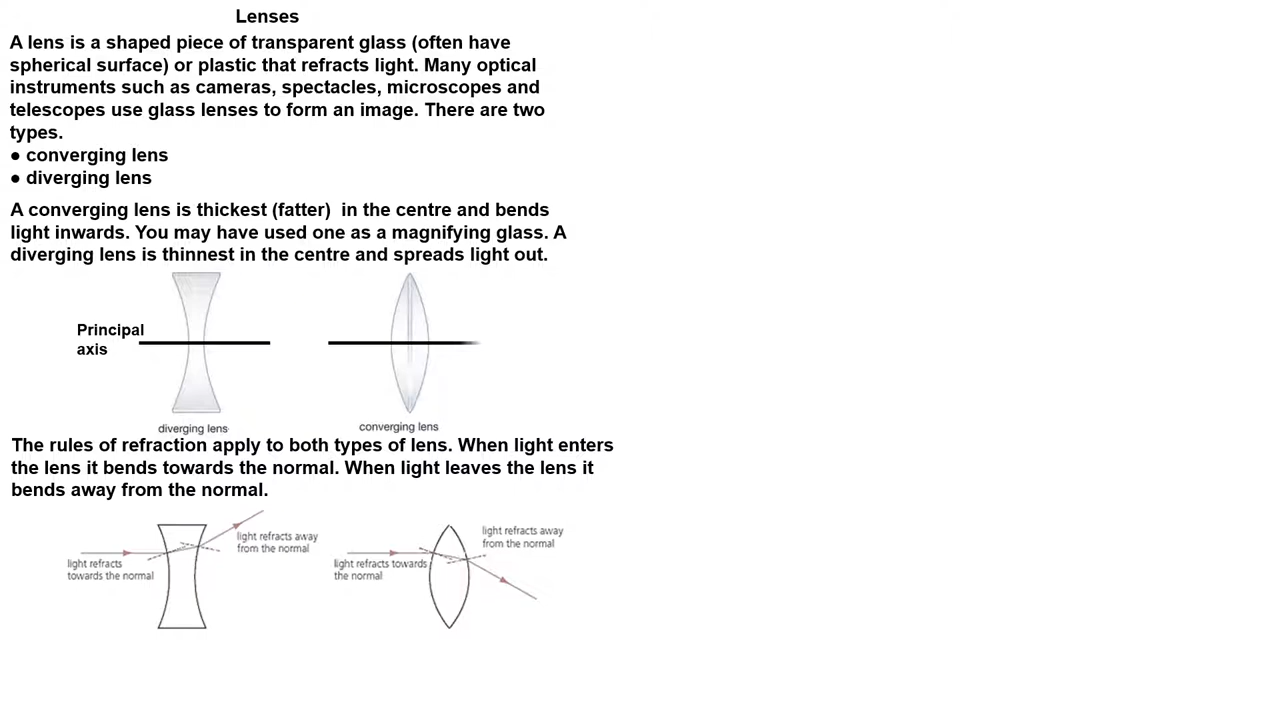 Lenses
A lens is a shaped piece of transparent glass (often have
spherical surface) or plastic that refracts light. Many optical
instruments such as cameras, spectacles, microscopes and
telescopes use glass lenses to form an image. There are two
types.
● converging lens
● diverging lens
A converging lens is thickest (fatter)  in the centre and bends
light inwards. You may have used one as a magnifying glass. A
diverging lens is thinnest in the centre and spreads light out.
Principal
axis
diverging lens
converging lens
The rules of refraction apply to both types of lens. When light enters
the lens it bends towards the normal. When light leaves the lens it
bends away from the normal.
light refracts away
from the normal
light refracts
towards the normal
light refracts away
from the normal
light refracts towards
the normal